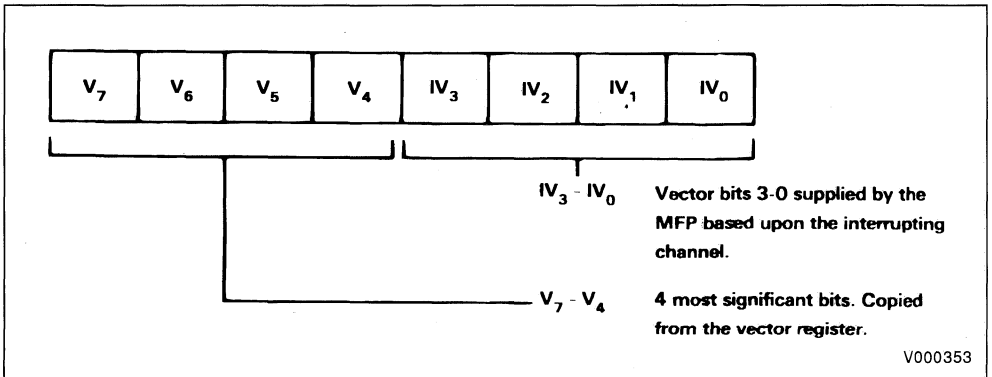 V₇ V₆ V₅ V₄ IV₃ IV₂ IV₁ IV₀
IV₃ - IV₀ Vector bits 3-0 supplied by the
MFP based upon the interrupting
channel.
V₇ - V₄ 4 most significant bits. Copied
from the vector register.
V000353